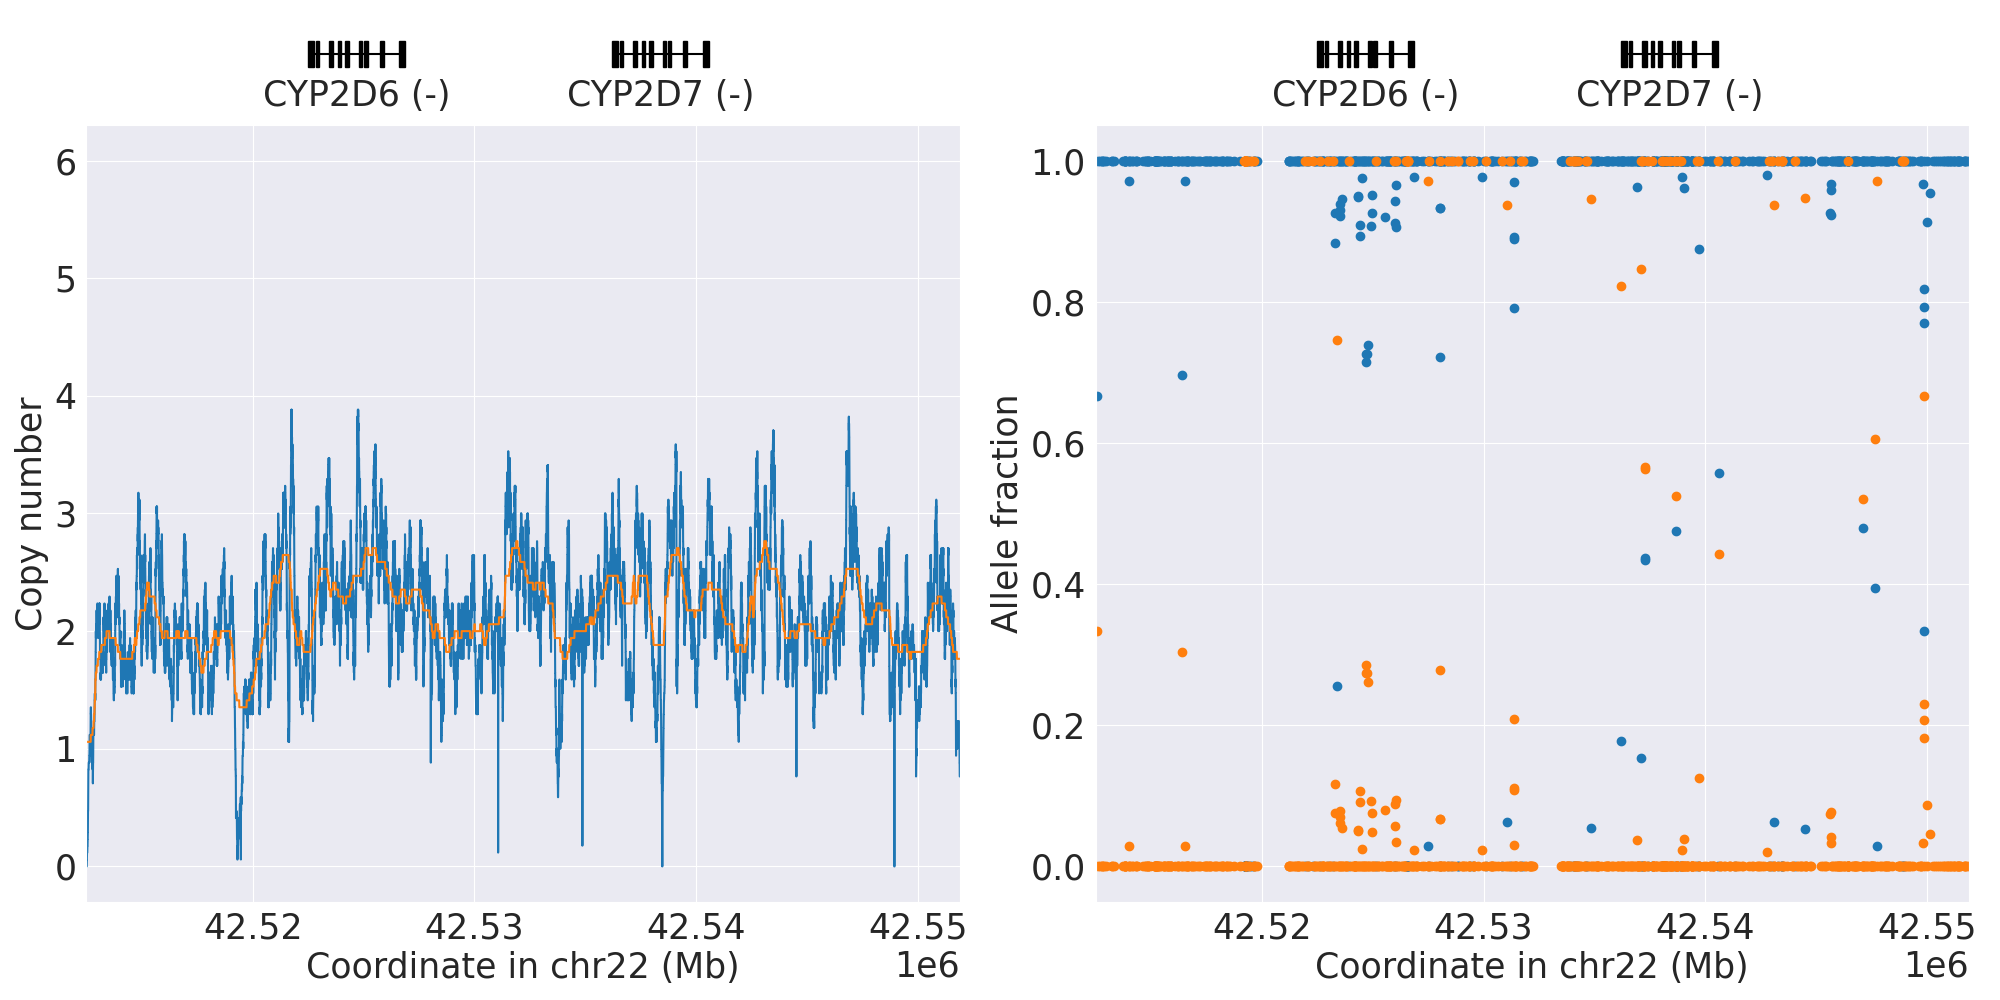 CYP2D6 (-) CYP2D7 (-)
6
5
4
3
2
1
0
Copy number
42.52 42.53 42.54 42.55
Coordinate in chr22 (Mb)
1e6
CYP2D6 (-) CYP2D7 (-)
1.0
0.8
0.6
0.4
0.2
0.0
Allele fraction
42.52 42.53 42.54 42.55
Coordinate in chr22 (Mb)
1e6